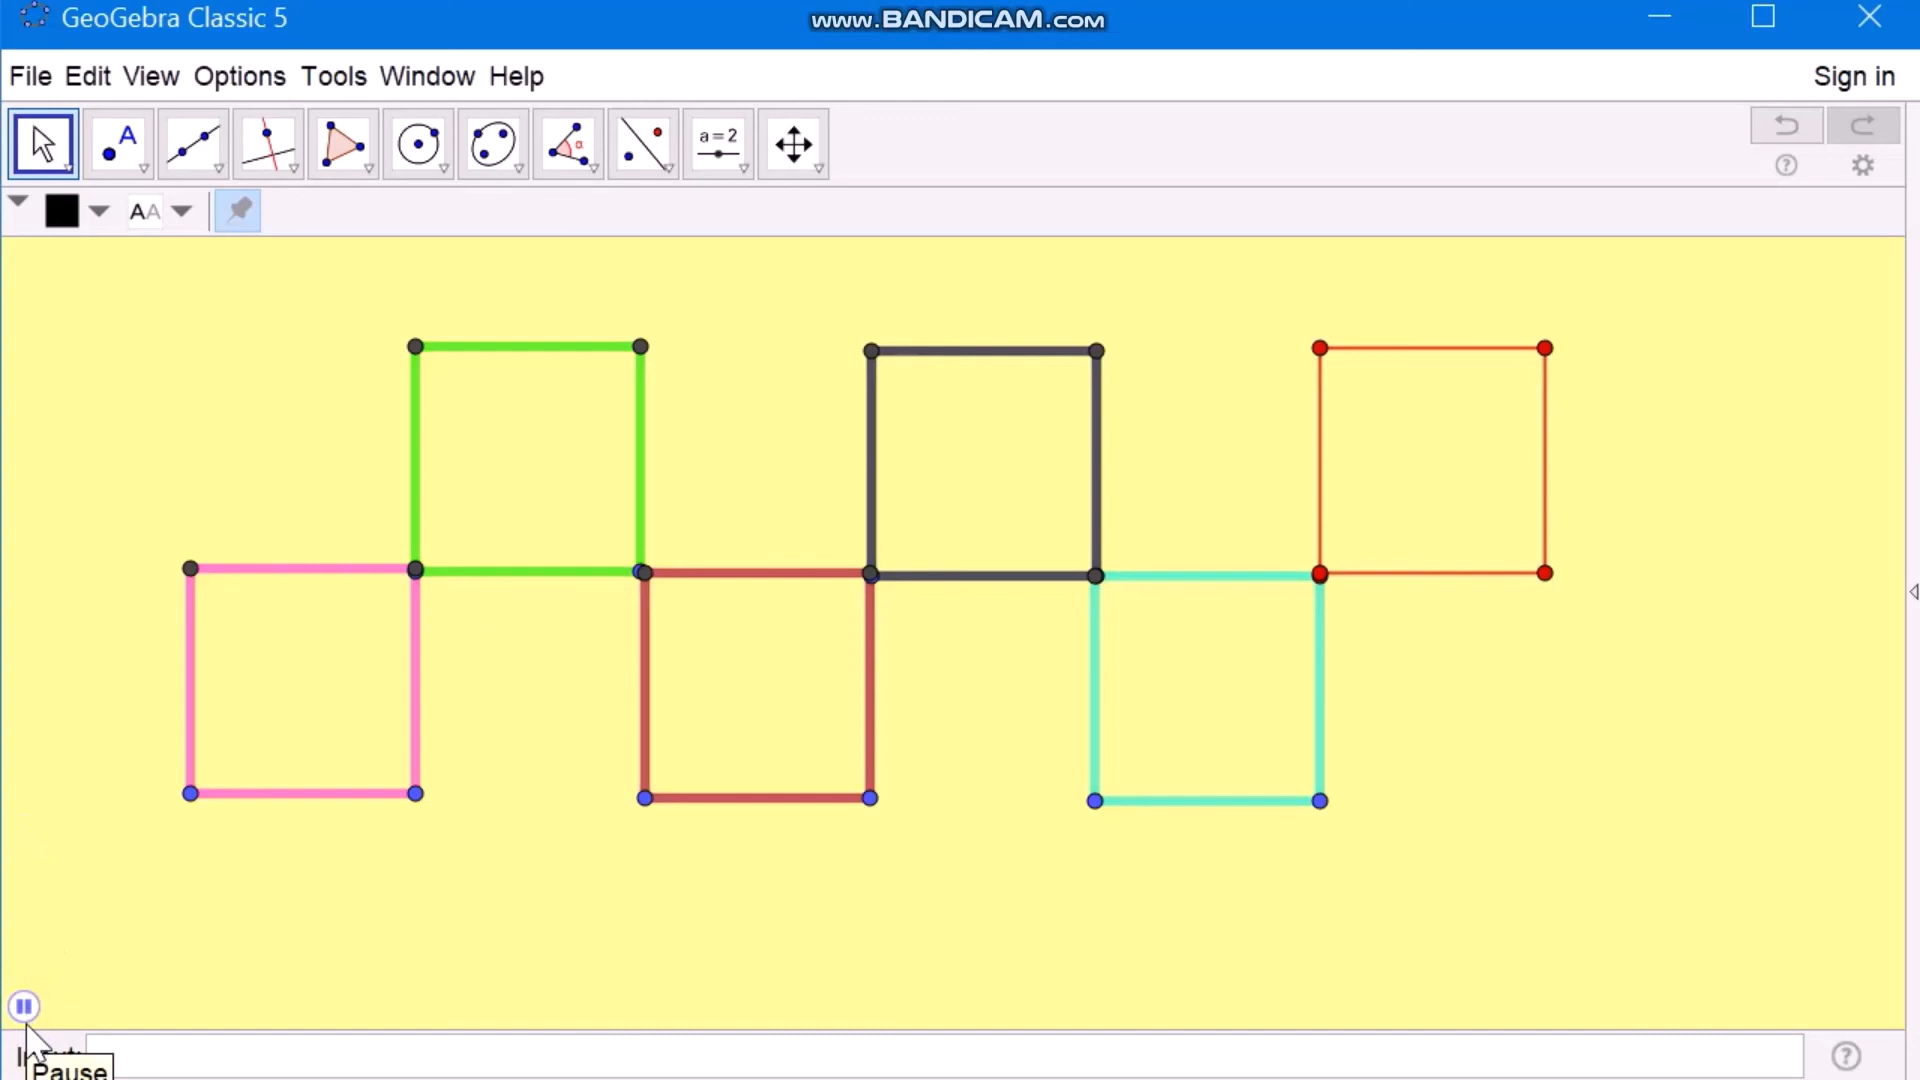 GeoGebra Classic 5
www.BANDICAM.com
File Edit View Options Tools Window Help
Sign in
A
α
a=2
AA
Pause